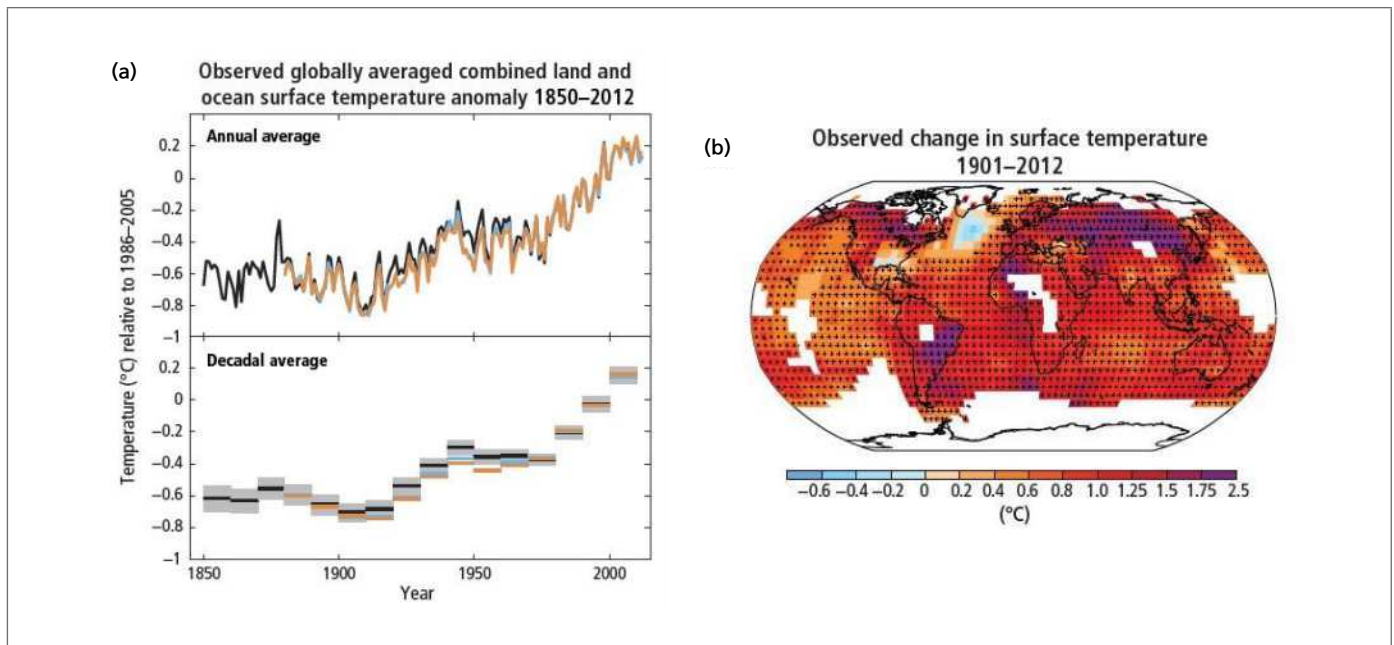 (a)
Observed globally averaged combined land and
ocean surface temperature anomaly 1850–2012
Annual average
0.2
0
−0.2
−0.4
−0.6
−0.8
−1
Decadal average
0.2
0
−0.2
−0.4
−0.6
−0.8
−1
Temperature (°C) relative to 1986–2005
1850 1900 1950 2000
Year
(b)
Observed change in surface temperature
1901–2012
−0.6 −0.4 −0.2 0 0.2 0.4 0.6 0.8 1.0 1.25 1.5 1.75 2.5
(°C)